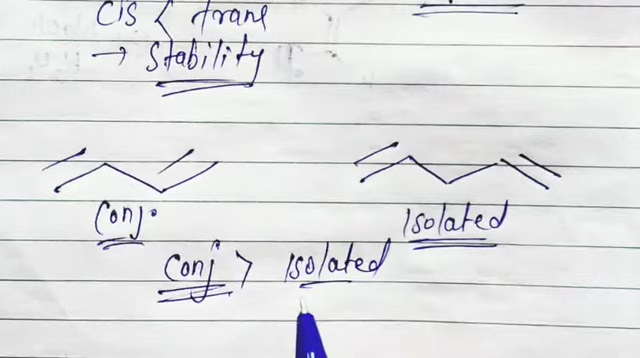 Cis < trans
→ Stability
Conj.
Isolated
Conj > isolated